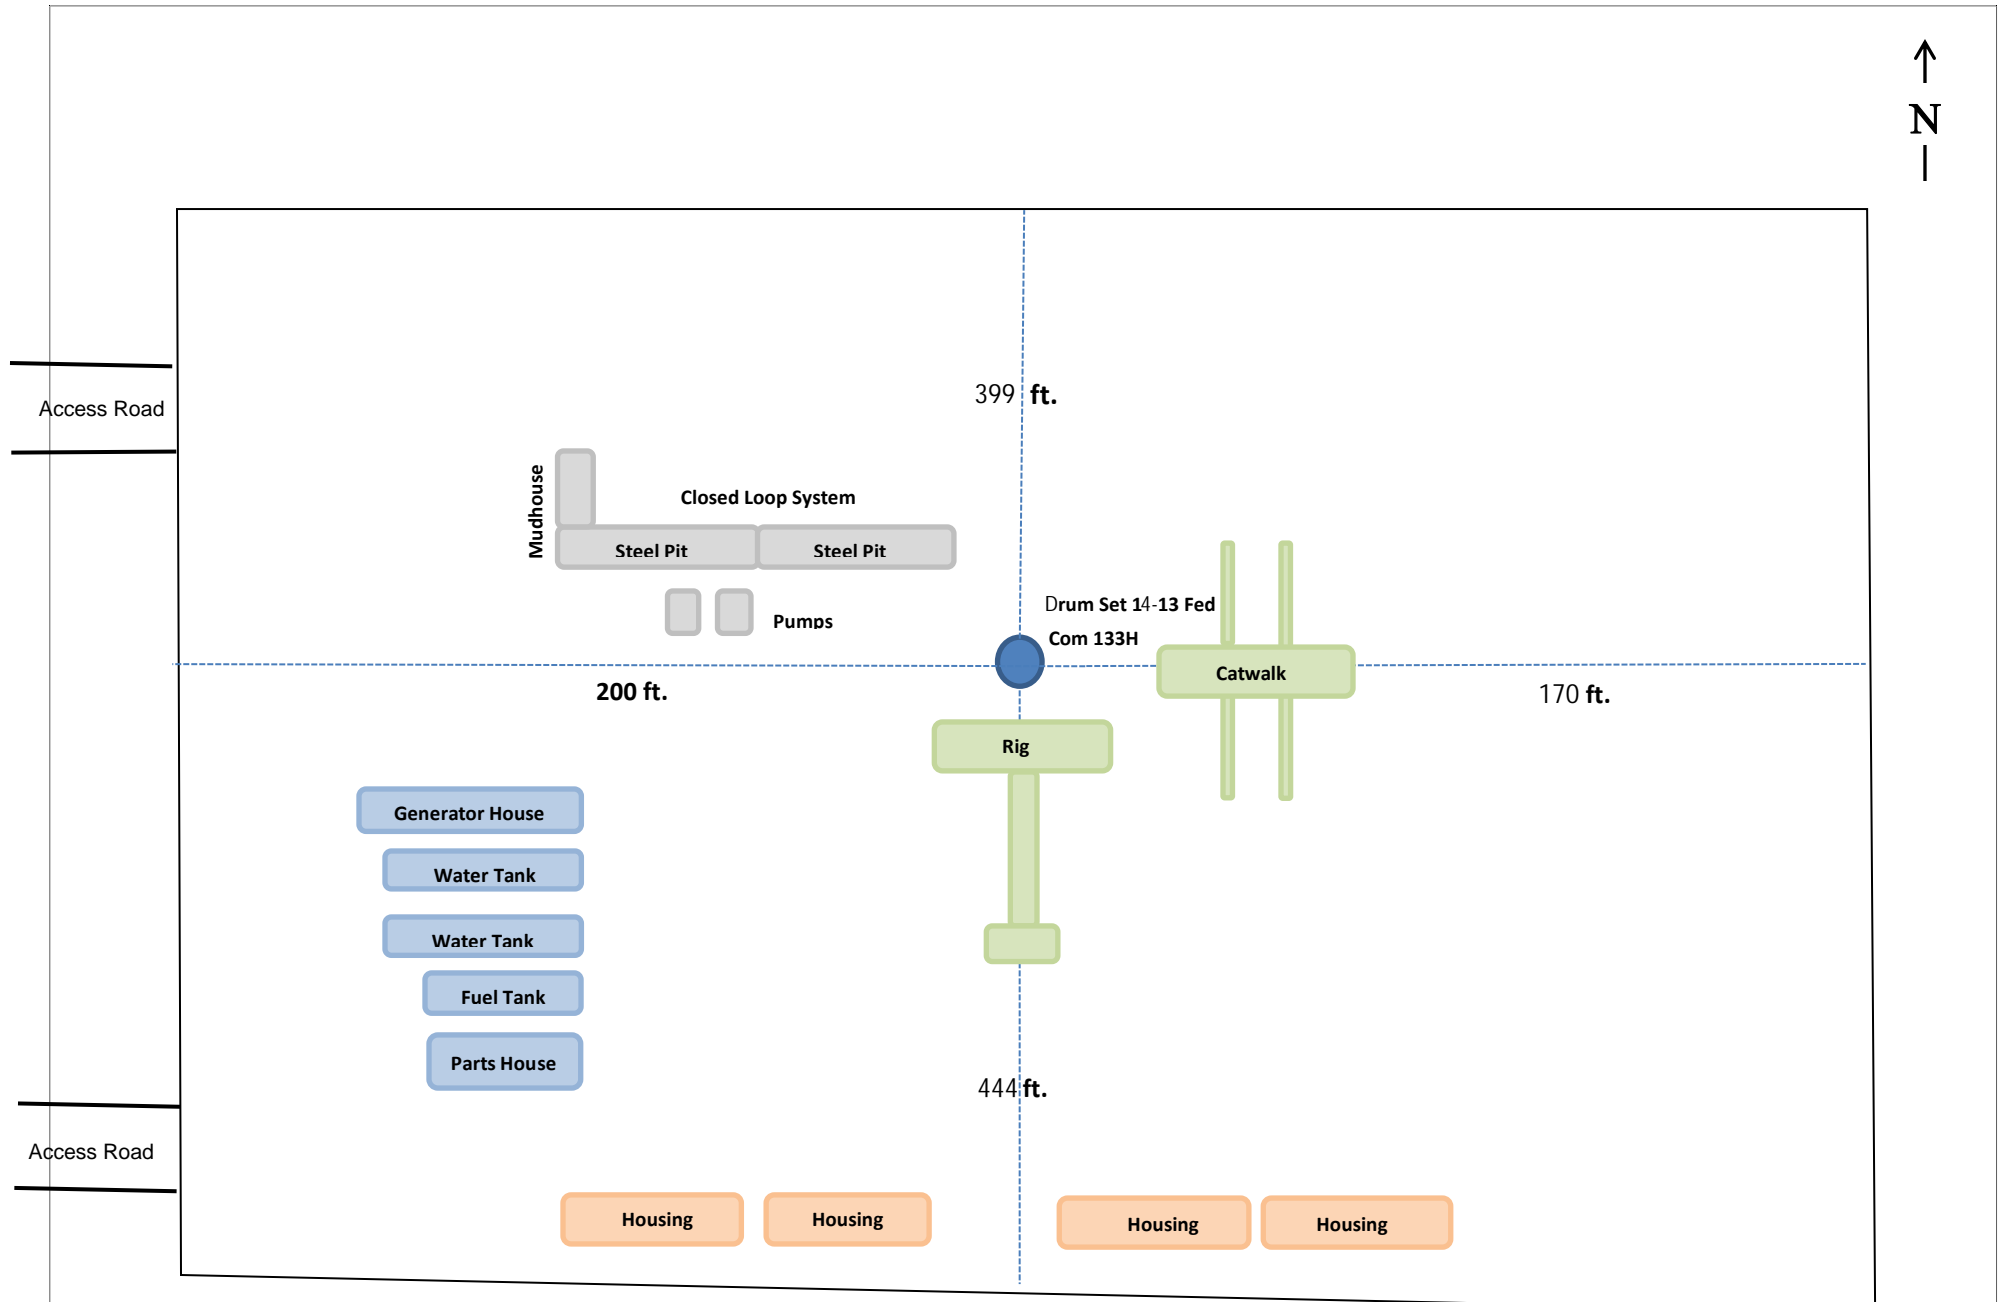 N
Access Road
399 ft.
Mudhouse
Closed Loop System
Steel Pit
Steel Pit
Drum Set 14-13 Fed
Com 133H
Pumps
Catwalk
200 ft.
170 ft.
Rig
Generator House
Water Tank
Water Tank
Fuel Tank
Parts House
444 ft.
Access Road
Housing
Housing
Housing
Housing